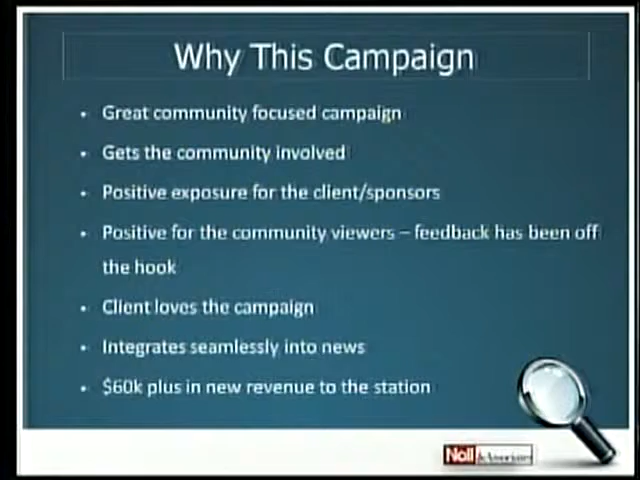 Why This Campaign
• Great community focused campaign
• Gets the community involved
• Positive exposure for the client/sponsors
• Positive for the community viewers – feedback has been off
the hook
• Client loves the campaign
• Integrates seamlessly into news
• $60k plus in new revenue to the station
Noll & Associates